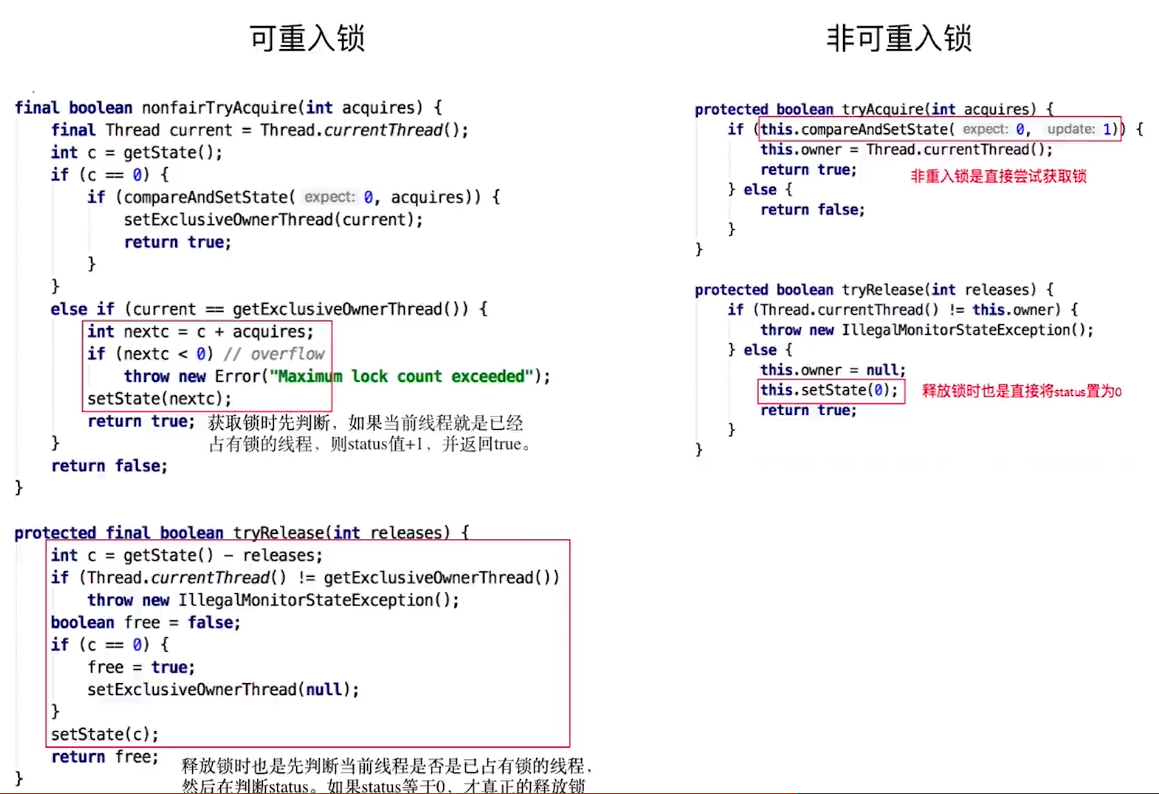 可重入锁
final boolean nonfairTryAcquire(int acquires) {
final Thread current = Thread.currentThread();
int c = getState();
if (c == 0) {
if (compareAndSetState( expect: 0, acquires)) {
setExclusiveOwnerThread(current);
return true;
}
}
else if (current == getExclusiveOwnerThread()) {
int nextc = c + acquires;
if (nextc < 0) // overflow
throw new Error("Maximum lock count exceeded");
setState(nextc);
return true; 获取锁时先判断，如果当前线程就是已经
} 占有锁的线程，则status值+1，并返回true。
return false;
}
protected final boolean tryRelease(int releases) {
int c = getState() - releases;
if (Thread.currentThread() != getExclusiveOwnerThread())
throw new IllegalMonitorStateException();
boolean free = false;
if (c == 0) {
free = true;
setExclusiveOwnerThread(null);
}
setState(c);
return free; 释放锁时也是先判断当前线程是否是已占有锁的线程，
} 然后在判断status。如果status等于0，才真正的释放锁
非可重入锁
protected boolean tryAcquire(int acquires) {
if (this.compareAndSetState( expect: 0, update: 1)) {
this.owner = Thread.currentThread();
return true; 非重入锁是直接尝试获取锁
} else {
return false;
}
}
protected boolean tryRelease(int releases) {
if (Thread.currentThread() != this.owner) {
throw new IllegalMonitorStateException();
} else {
this.owner = null;
this.setState(0); 释放锁时也是直接将status置为0
return true;
}
}